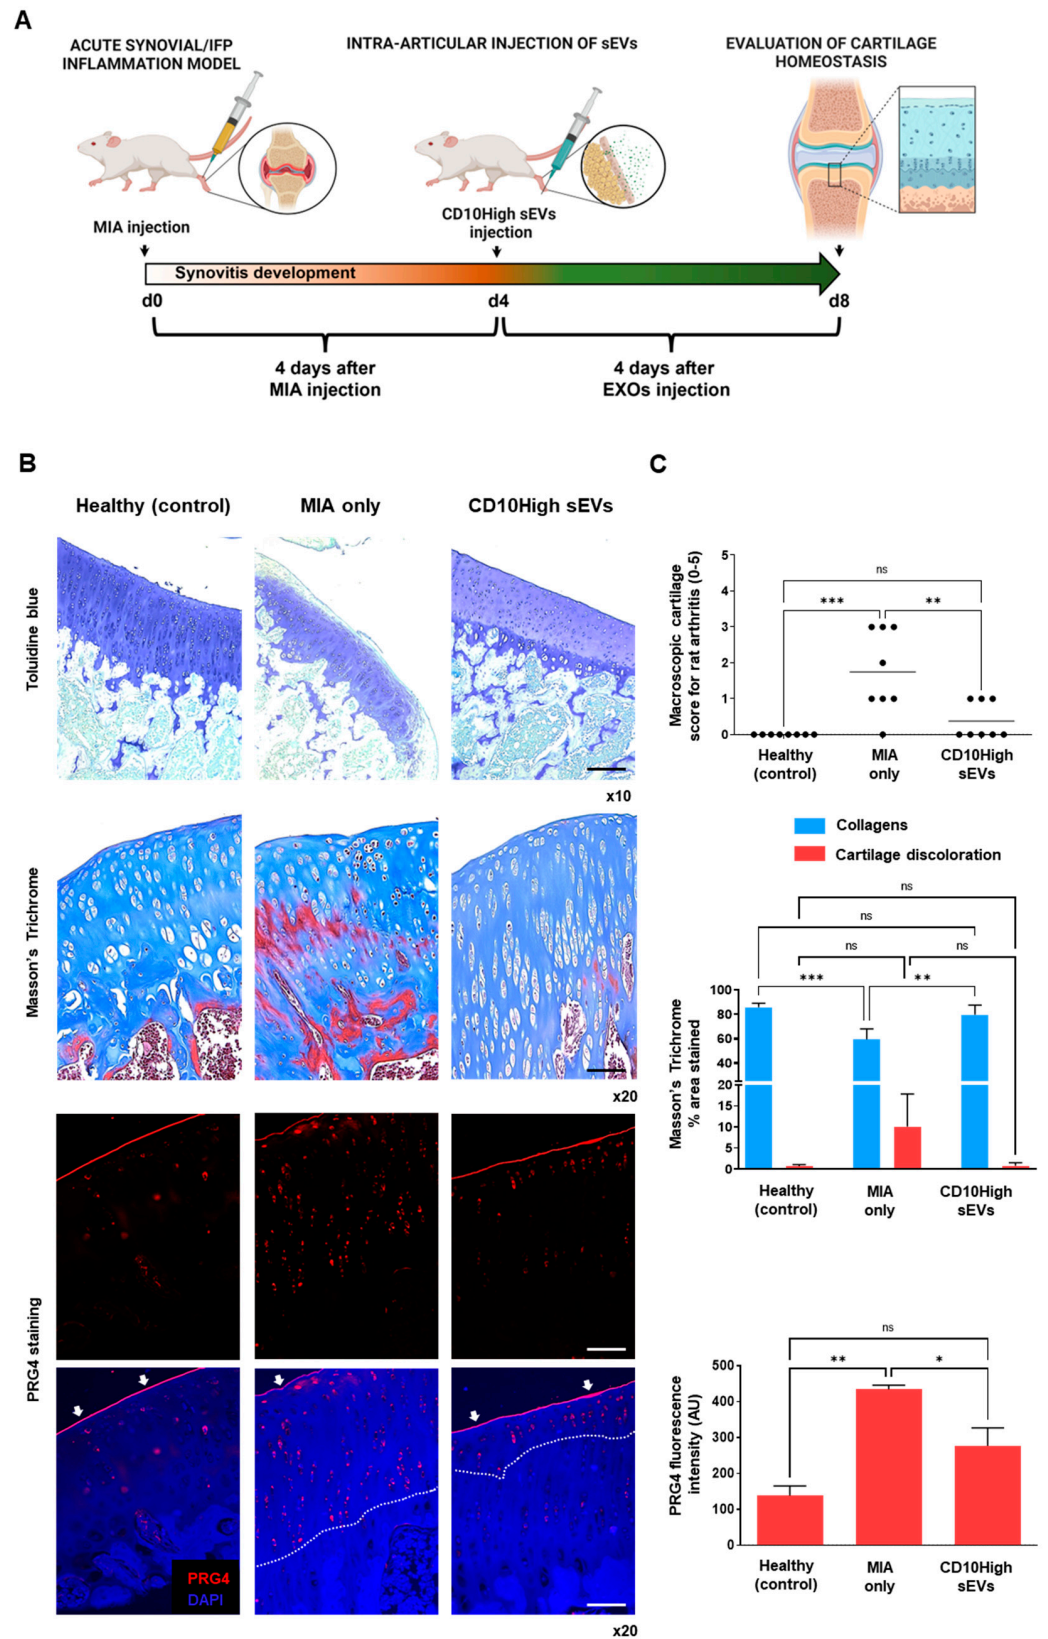 A
ACUTE SYNOVIAL/IFP
INFLAMMATION MODEL
INTRA-ARTICULAR INJECTION OF sEVs
EVALUATION OF CARTILAGE
HOMEOSTASIS
MIA injection
CD10High sEVs
injection
Synovitis development
d0
d4
d8
4 days after
MIA injection
4 days after
EXOs injection
B
Healthy (control)
MIA only
CD10High sEVs
Toluidine blue
x10
Masson's Trichrome
x20
PRG4 staining
PRG4
DAPI
x20
C
Macroscopic cartilage
score for rat arthritis (0-5)
5
4
3
2
1
0
ns
***
**
Healthy
(control)
MIA
only
CD10High
sEVs
Collagens
Cartilage discoloration
ns
ns
ns
ns
***
**
Masson's Trichrome
% area stained
100
80
60
40
20
15
10
5
0
Healthy
(control)
MIA
only
CD10High
sEVs
ns
**
*
PRG4 fluorescence
intensity (AU)
500
400
300
200
100
0
Healthy
(control)
MIA
only
CD10High
sEVs